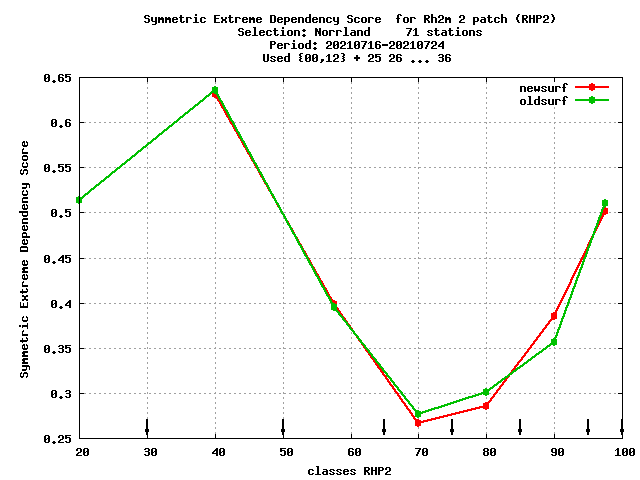 Symmetric Extreme Dependency Score  for Rh2m 2 patch (RHP2)
Selection: Norrland     71 stations
Period: 20210716-20210724
Used {00,12} + 25 26 ... 36
newsurf
oldsurf
Symmetric Extreme Dependency Score
0.65
0.6
0.55
0.5
0.45
0.4
0.35
0.3
0.25
20 30 40 50 60 70 80 90 100
classes RHP2